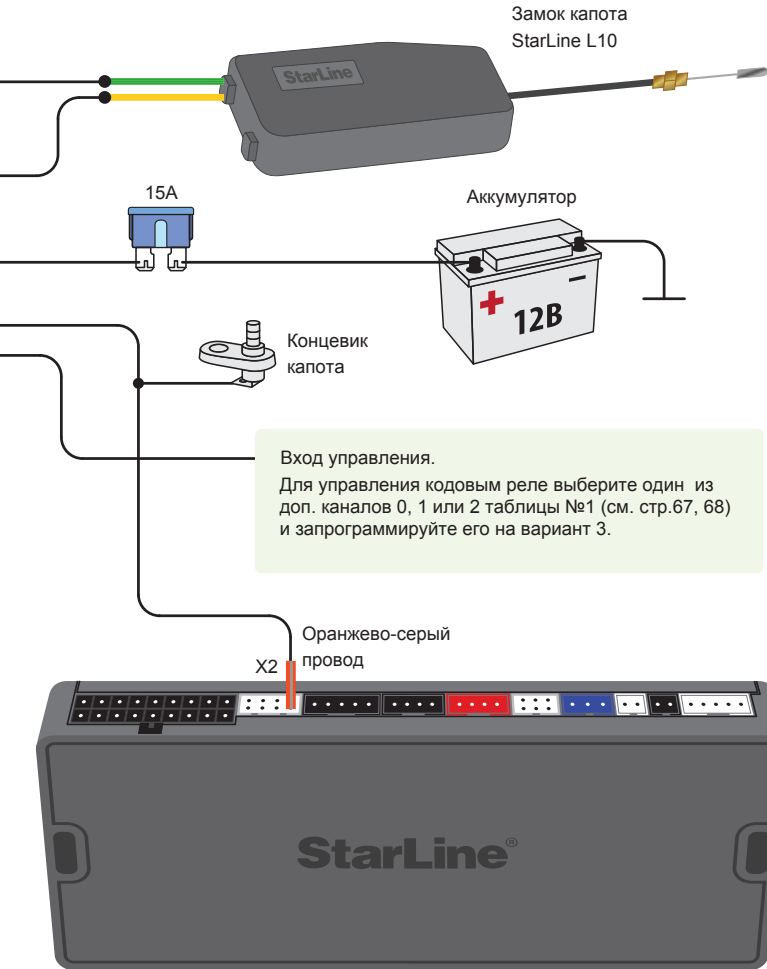 Замок капота
StarLine L10
StarLine
15А
Аккумулятор
12В
Концевик
капота
Вход управления.
Для управления кодовым реле выберите один из
доп. каналов 0, 1 или 2 таблицы №1 (см. стр.67, 68)
и запрограммируйте его на вариант 3.
Оранжево-серый
провод
X2
StarLine®